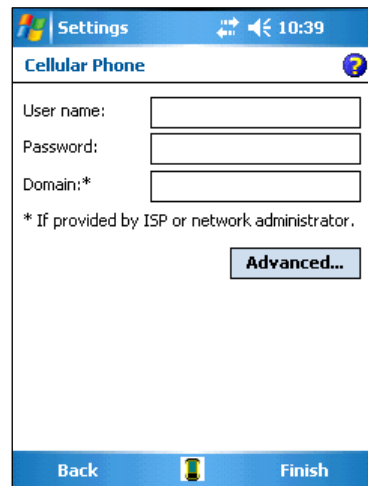 Settings 10:39
Cellular Phone ?
User name:
Password:
Domain:*
* If provided by ISP or network administrator.
Advanced...
Back Finish